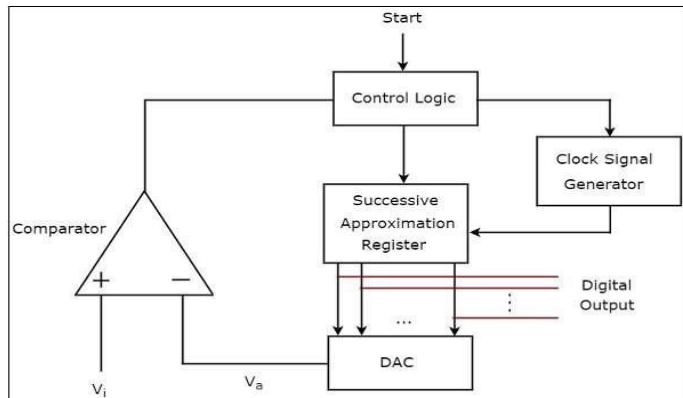 Start
Control Logic
Clock Signal
Generator
Successive
Approximation
Register
Comparator
+
−
Digital
Output
...
⋮
DAC
Vi
Va